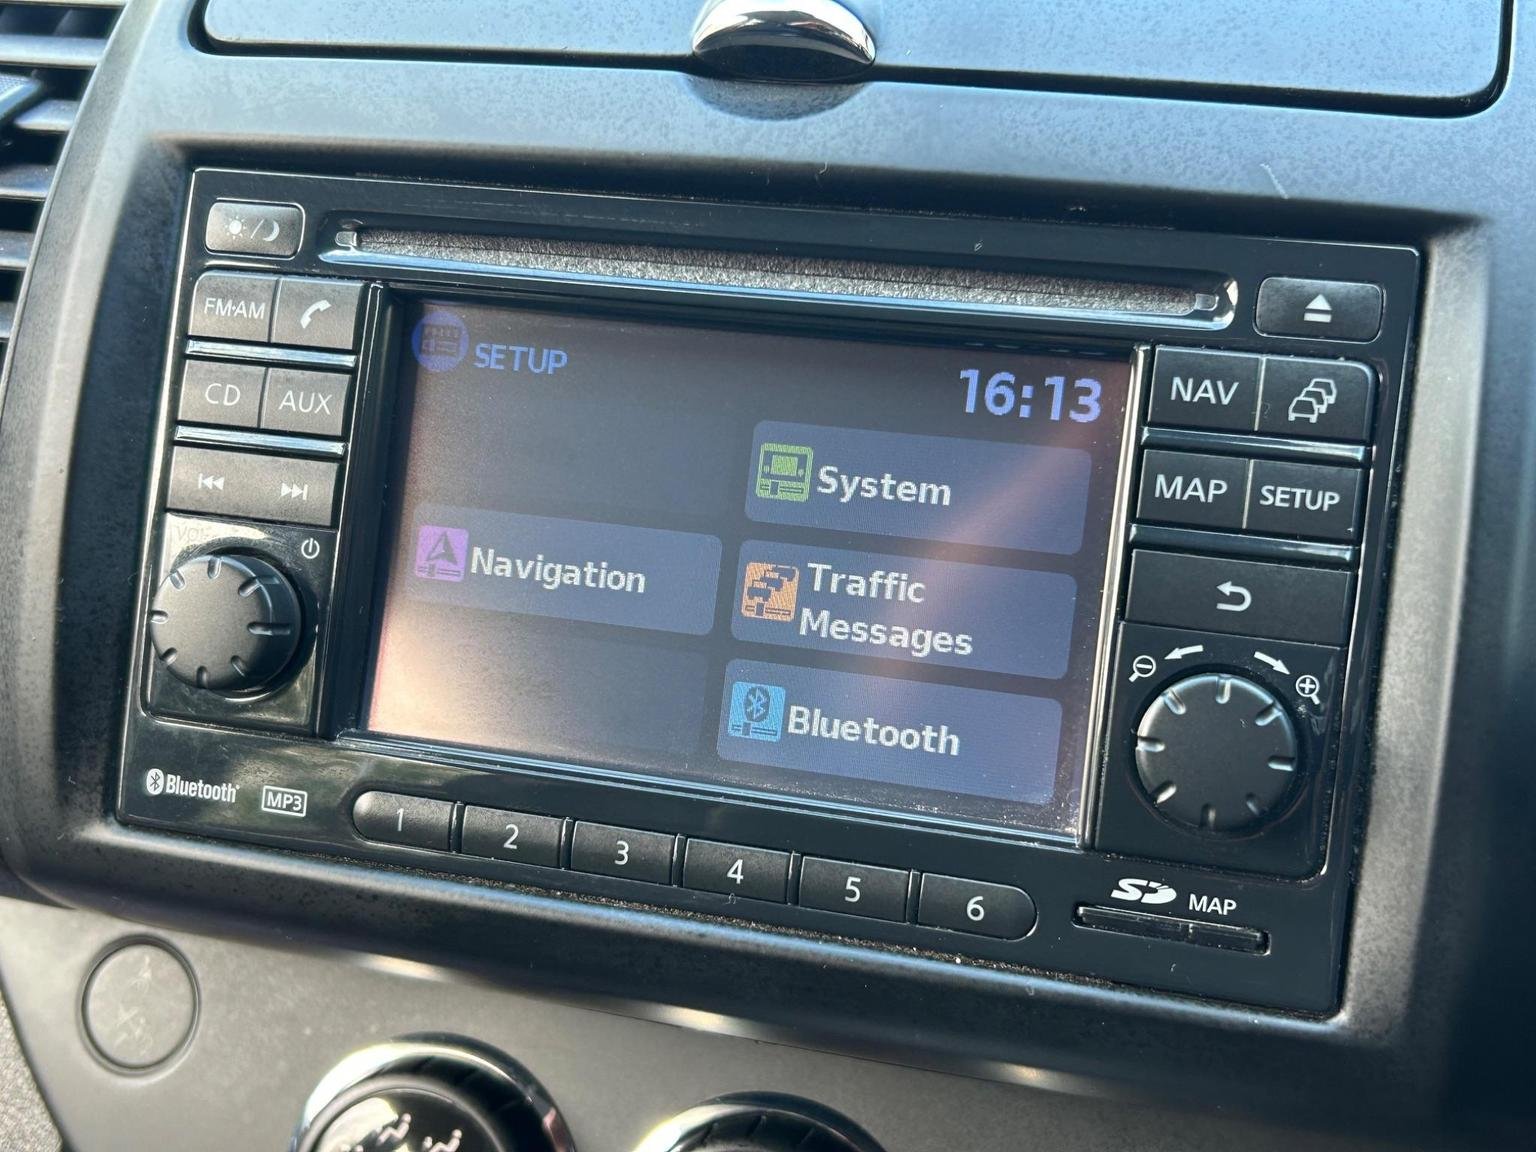 FM·AM
CD
AUX
VOL
SETUP
16:13
System
Navigation
Traffic
Messages
Bluetooth
NAV
MAP
SETUP
Bluetooth
MP3
1
2
3
4
5
6
SD
MAP